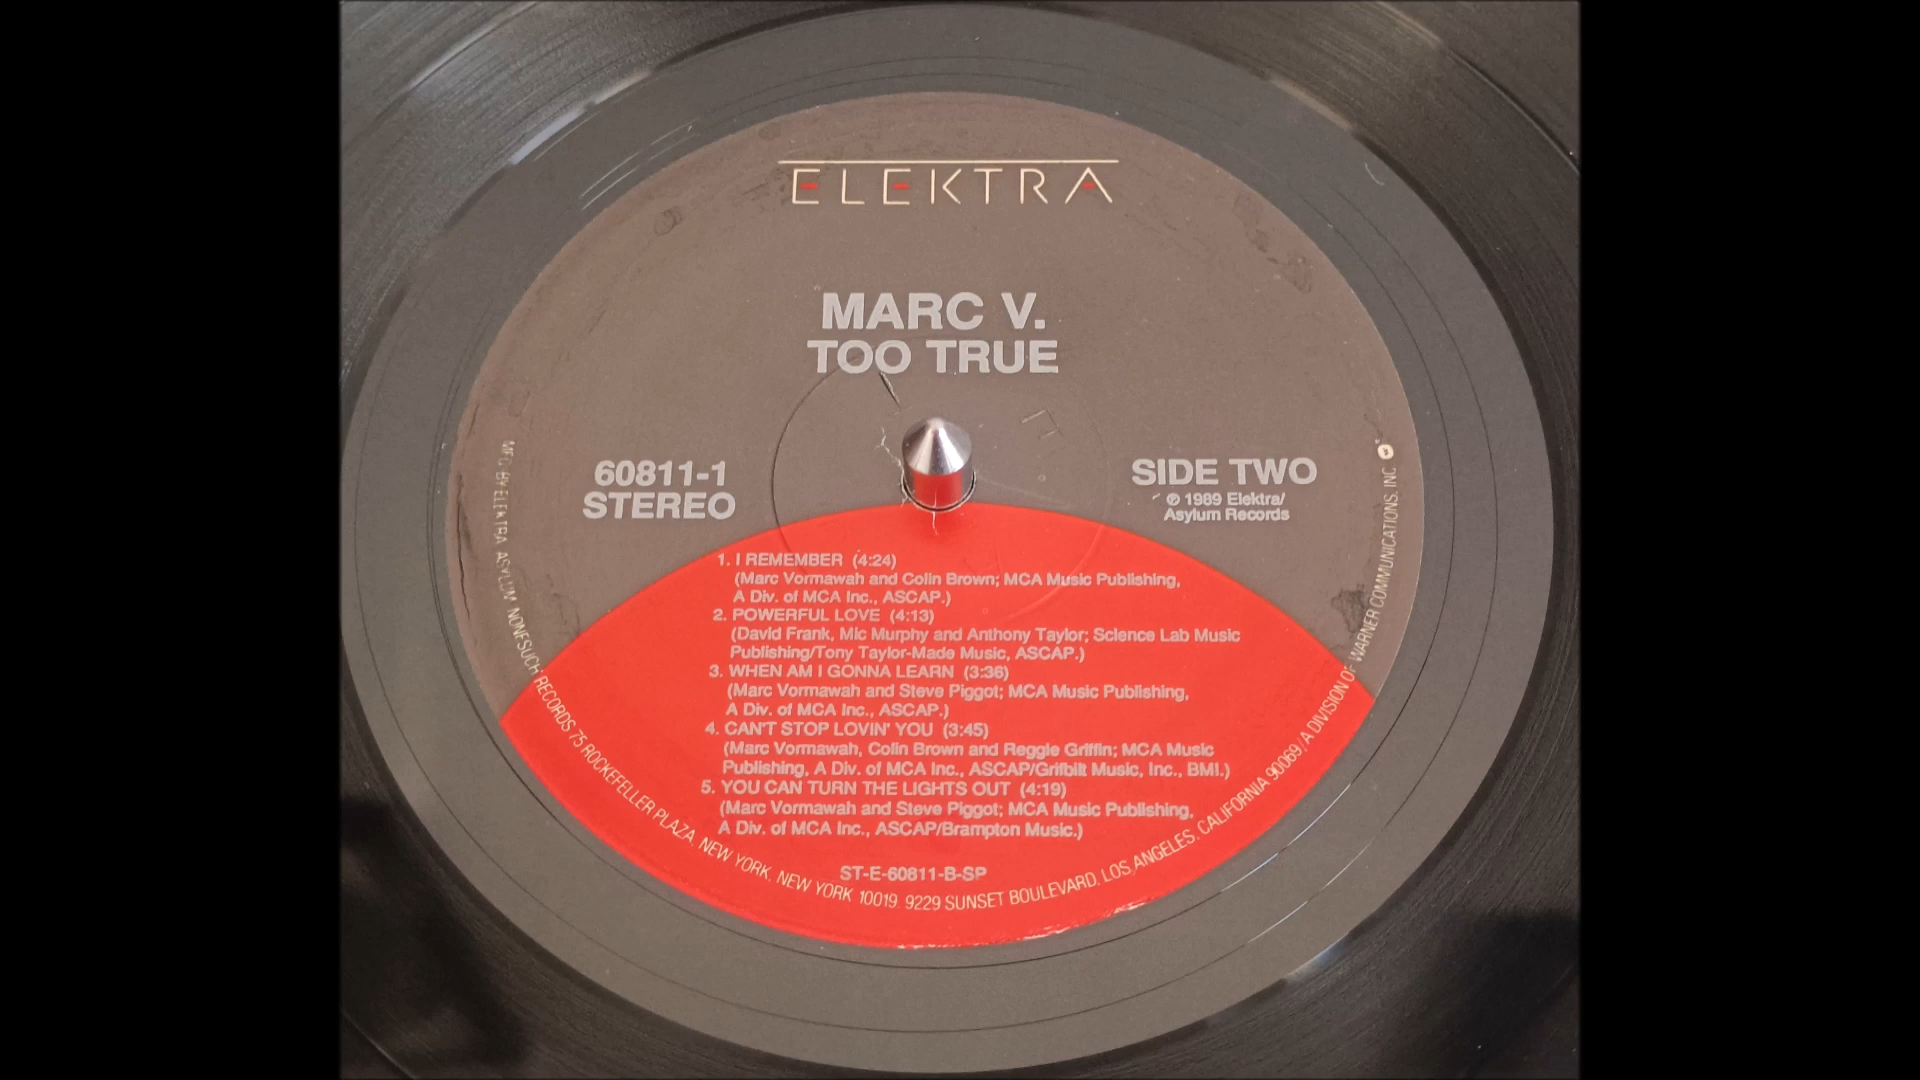 ELEKTRA
MARC V.
TOO TRUE
60811-1
STEREO
SIDE TWO
℗ 1989 Elektra/
Asylum Records
1. I REMEMBER (4:24)
(Marc Vormawah and Colin Brown; MCA Music Publishing,
A Div. of MCA Inc., ASCAP.)
2. POWERFUL LOVE (4:13)
(David Frank, Mic Murphy and Anthony Taylor; Science Lab Music
Publishing/Tony Taylor-Made Music, ASCAP.)
3. WHEN AM I GONNA LEARN (3:36)
(Marc Vormawah and Steve Piggot; MCA Music Publishing,
A Div. of MCA Inc., ASCAP.)
4. CAN'T STOP LOVIN' YOU (3:45)
(Marc Vormawah, Colin Brown and Reggie Griffin; MCA Music
Publishing, A Div. of MCA Inc., ASCAP/Grifbilt Music, Inc., BMI.)
5. YOU CAN TURN THE LIGHTS OUT (4:19)
(Marc Vormawah and Steve Piggot; MCA Music Publishing,
A Div. of MCA Inc., ASCAP/Brampton Music.)
ST-E-60811-B-SP
MFG. BY ELEKTRA ASYLUM NONESUCH RECORDS 75 ROCKEFELLER PLAZA, NEW YORK, NEW YORK 10019. 9229 SUNSET BOULEVARD, LOS ANGELES, CALIFORNIA 90069/A DIVISION OF WARNER COMMUNICATIONS, INC.